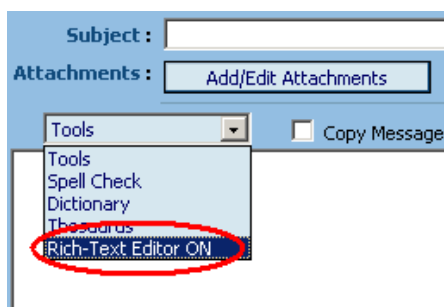 Subject :
Attachments : Add/Edit Attachments
Tools Copy Message
Tools
Spell Check
Dictionary
Thesaurus
Rich-Text Editor ON